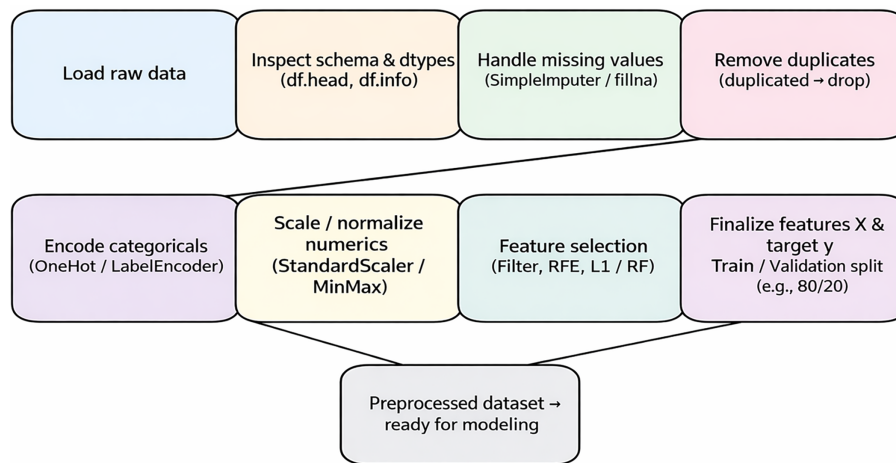 Load raw data
Inspect schema & dtypes
(df.head, df.info)
Handle missing values
(SimpleImputer / fillna)
Remove duplicates
(duplicated → drop)
Encode categoricals
(OneHot / LabelEncoder)
Scale / normalize
numerics
(StandardScaler /
MinMax)
Feature selection
(Filter, RFE, L1 / RF)
Finalize features X &
target y
Train / Validation split
(e.g., 80/20)
Preprocessed dataset →
ready for modeling